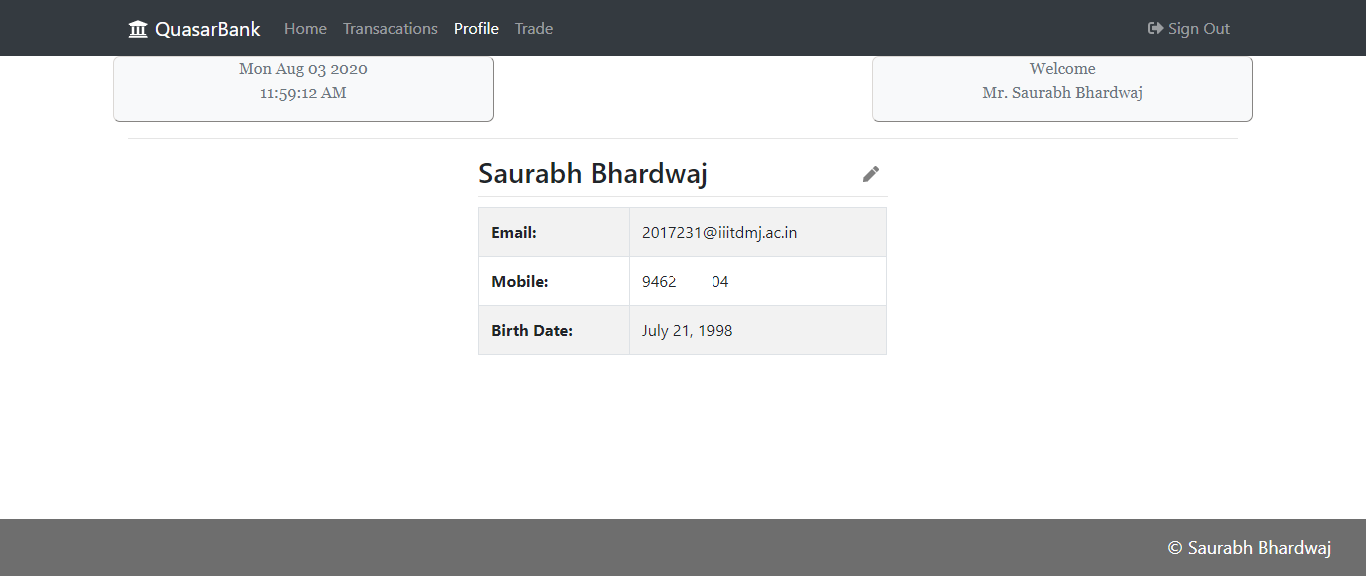 QuasarBank Home Transacations Profile Trade Sign Out
Mon Aug 03 2020
11:59:12 AM
Welcome
Mr. Saurabh Bhardwaj
Saurabh Bhardwaj
Email: 2017231@iiitdmj.ac.in
Mobile: 9462 04
Birth Date: July 21, 1998
© Saurabh Bhardwaj